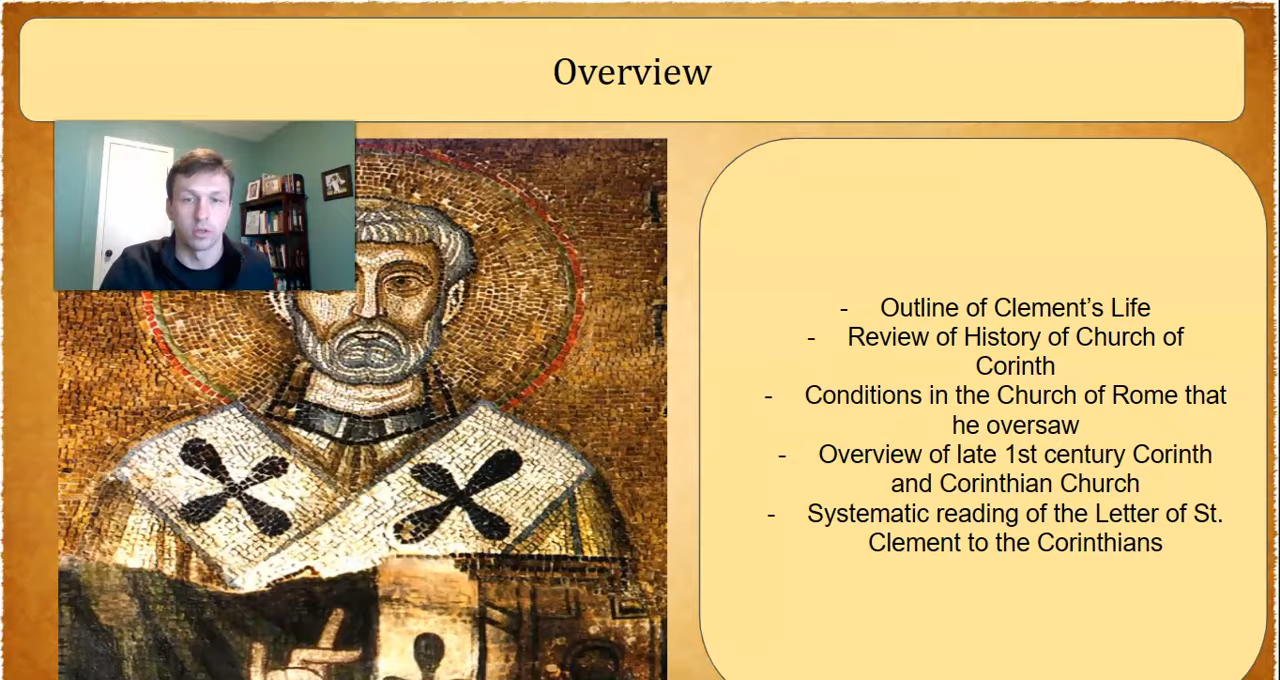 Overview
- Outline of Clement’s Life
- Review of History of Church of
Corinth
- Conditions in the Church of Rome that
he oversaw
- Overview of late 1st century Corinth
and Corinthian Church
- Systematic reading of the Letter of St.
Clement to the Corinthians